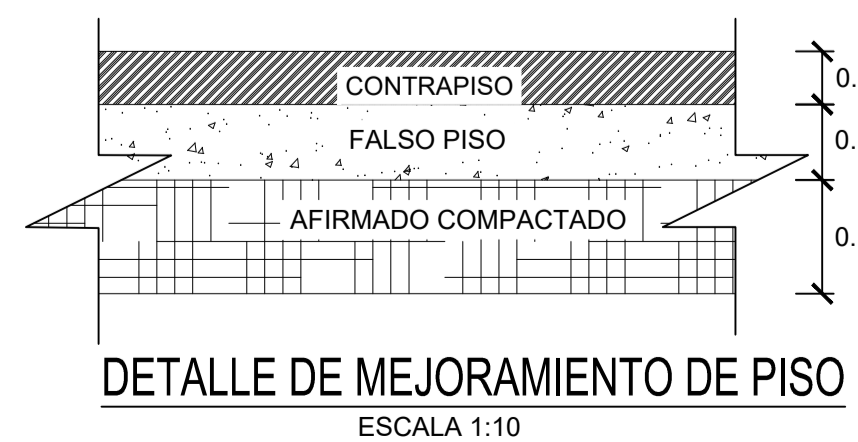 CONTRAPISO
0.
FALSO PISO
0.
AFIRMADO COMPACTADO
0.
DETALLE DE MEJORAMIENTO DE PISO
ESCALA 1:10